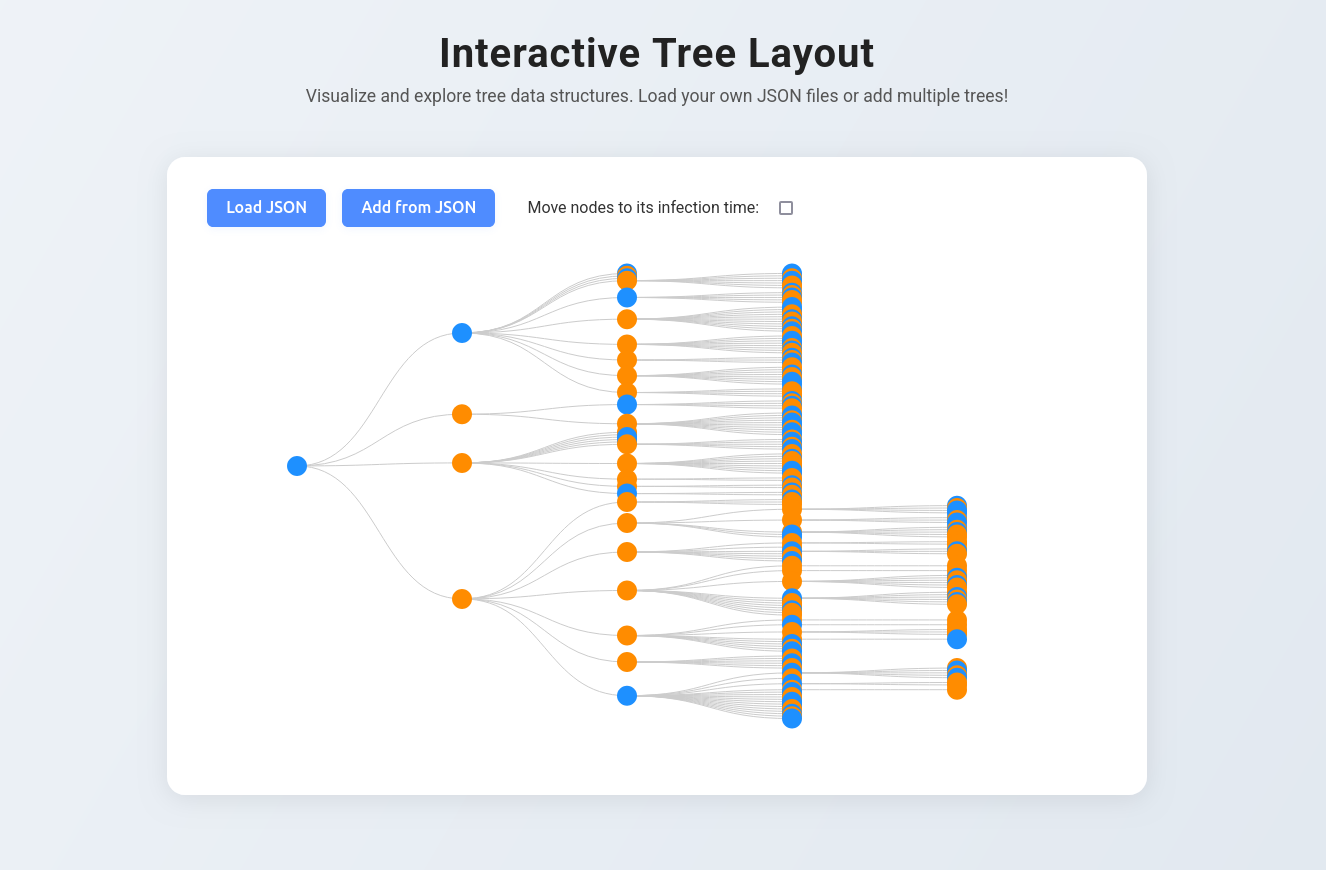 Interactive Tree Layout
Visualize and explore tree data structures. Load your own JSON files or add multiple trees!
Load JSON
Add from JSON
Move nodes to its infection time: